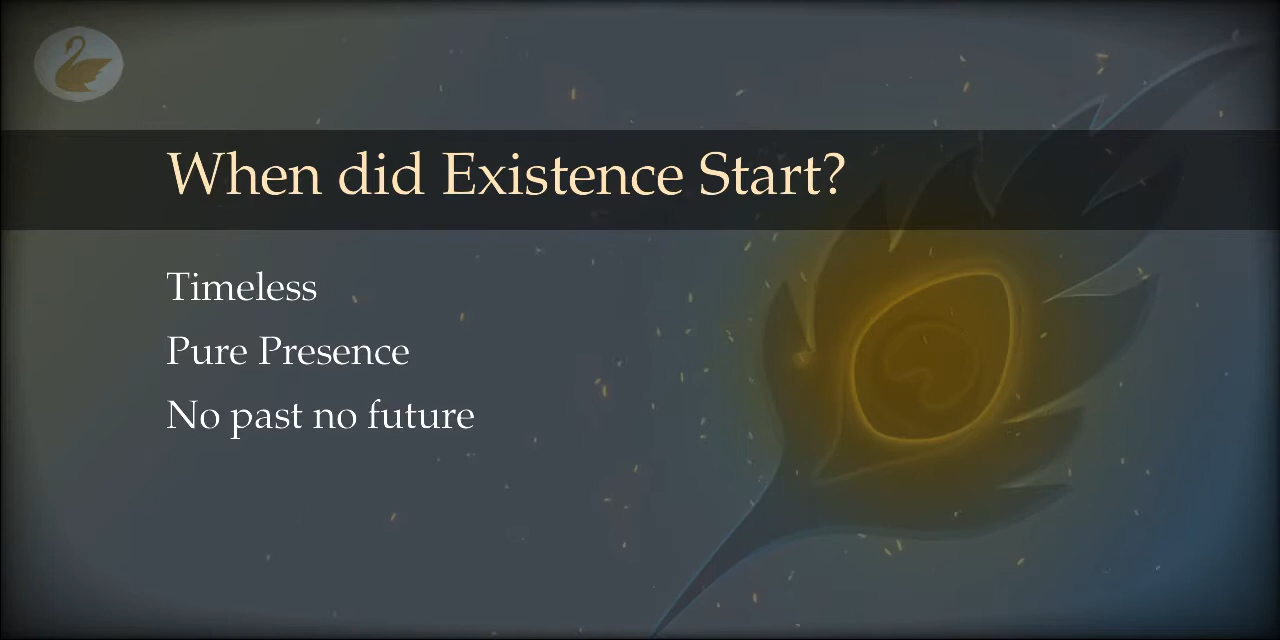 When did Existence Start?
Timeless
Pure Presence
No past no future